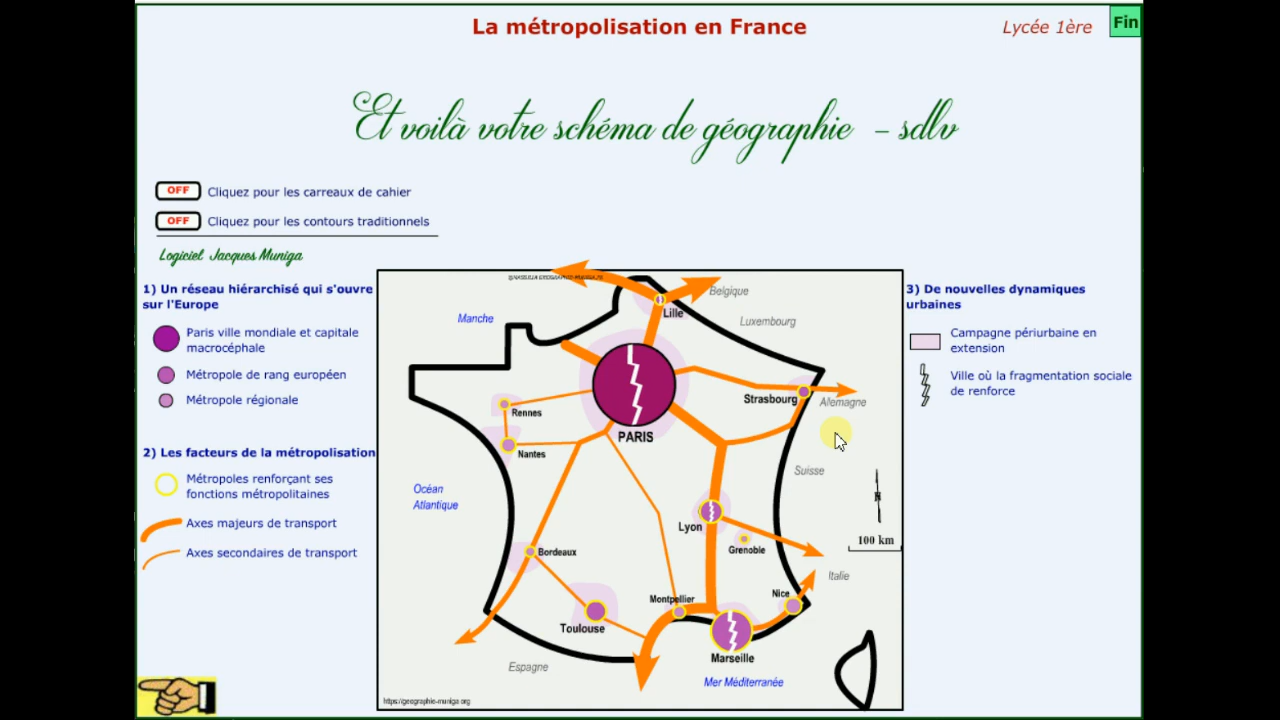 La métropolisation en France
Lycée 1ère
Fin
Et voilà votre schéma de géographie - sdlv
OFF Cliquez pour les carreaux de cahier
OFF Cliquez pour les contours traditionnels
Logiciel Jacques Muniga
1) Un réseau hiérarchisé qui s'ouvre
sur l'Europe
Paris ville mondiale et capitale
macrocéphale
Métropole de rang européen
Métropole régionale
2) Les facteurs de la métropolisation
Métropoles renforçant ses
fonctions métropolitaines
Axes majeurs de transport
Axes secondaires de transport
Belgique
Lille
Manche
Luxembourg
Strasbourg
Allemagne
Rennes
PARIS
Nantes
Suisse
Océan
Atlantique
N
Lyon
100 km
Grenoble
Bordeaux
Italie
Nice
Montpellier
Toulouse
Marseille
Espagne
Mer Méditerranée
https://geographie-muniga.org
3) De nouvelles dynamiques
urbaines
Campagne périurbaine en
extension
Ville où la fragmentation sociale
de renforce